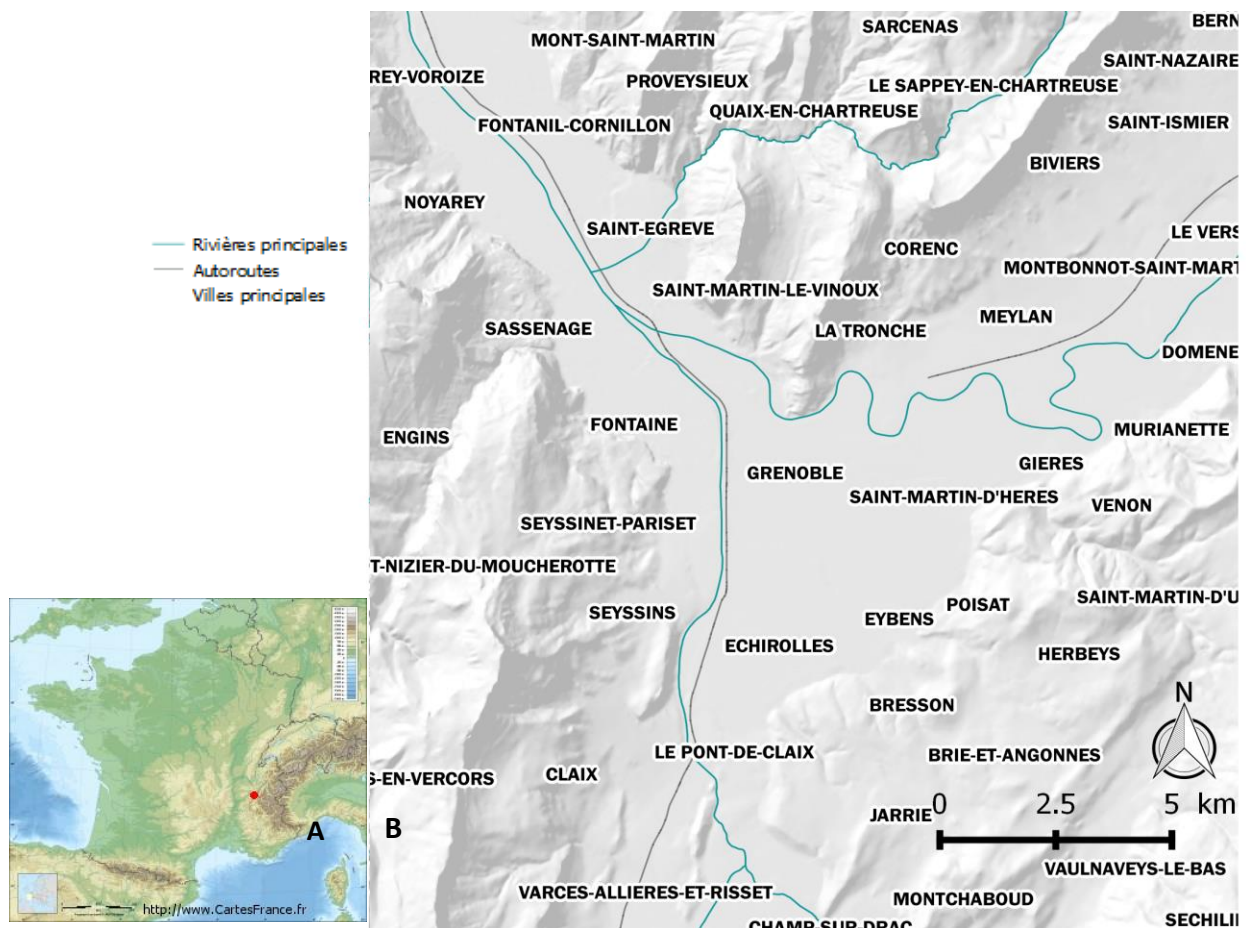 BERN
SARCENAS
MONT-SAINT-MARTIN
SAINT-NAZAIRE
REY-VOROIZE
PROVEYSIEUX
LE SAPPEY-EN-CHARTREUSE
QUAIX-EN-CHARTREUSE
FONTANIL-CORNILLON
SAINT-ISMIER
BIVIERS
NOYAREY
SAINT-EGREVE
LE VERS
CORENC
MONTBONNOT-SAINT-MART
SAINT-MARTIN-LE-VINOUX
MEYLAN
SASSENAGE
LA TRONCHE
DOMENE
FONTAINE
MURIANETTE
ENGINS
GIERES
GRENOBLE
SAINT-MARTIN-D'HERES
VENON
SEYSSINET-PARISET
T-NIZIER-DU-MOUCHEROTTE
SAINT-MARTIN-D'U
POISAT
SEYSSINS
EYBENS
ECHIROLLES
HERBEYS
BRESSON
N
LE PONT-DE-CLAIX
BRIE-ET-ANGONNES
S-EN-VERCORS
CLAIX
0 2.5 5 km
JARRIE
VAULNAVEYS-LE-BAS
VARCES-ALLIERES-ET-RISSET
MONTCHABOUD
CHAMP-SUR-DRAC
SECHILI
B
Rivières principales
Autoroutes
Villes principales
A
http://www.CartesFrance.fr